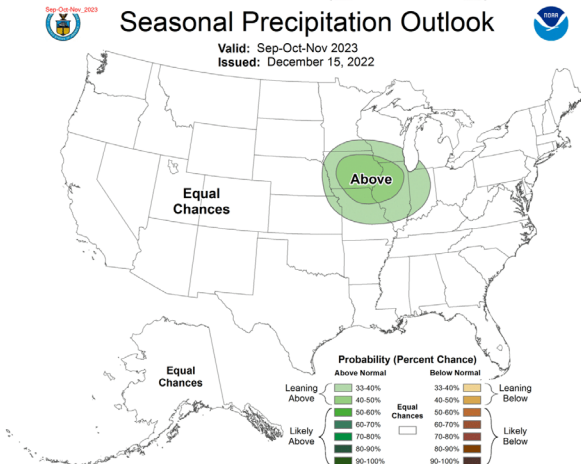 Sep-Oct-Nov_2023
Seasonal Precipitation Outlook
NOAA
Valid: Sep-Oct-Nov 2023
Issued: December 15, 2022
Above
Equal
Chances
Equal
Chances
Probability (Percent Chance)
Above Normal
Below Normal
Leaning
Above
33-40%
40-50%
Likely
Above
50-60%
60-70%
70-80%
80-90%
90-100%
Equal
Chances
33-40%
40-50%
Leaning
Below
50-60%
60-70%
70-80%
80-90%
90-100%
Likely
Below